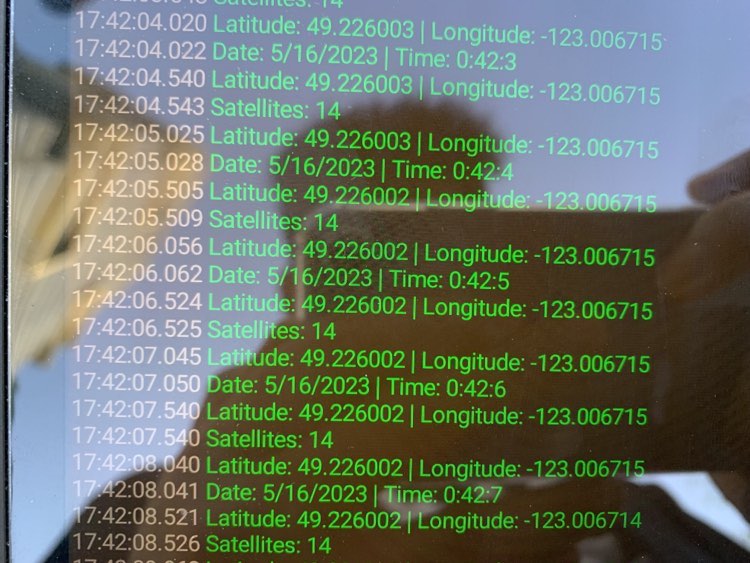 Satellites: 14
17:42:04.020 Latitude: 49.226003 | Longitude: -123.006715
17:42:04.022 Date: 5/16/2023 | Time: 0:42:3
17:42:04.540 Latitude: 49.226003 | Longitude: -123.006715
17:42:04.543 Satellites: 14
17:42:05.025 Latitude: 49.226003 | Longitude: -123.006715
17:42:05.028 Date: 5/16/2023 | Time: 0:42:4
17:42:05.505 Latitude: 49.226002 | Longitude: -123.006715
17:42:05.509 Satellites: 14
17:42:06.056 Latitude: 49.226002 | Longitude: -123.006715
17:42:06.062 Date: 5/16/2023 | Time: 0:42:5
17:42:06.524 Latitude: 49.226002 | Longitude: -123.006715
17:42:06.525 Satellites: 14
17:42:07.045 Latitude: 49.226002 | Longitude: -123.006715
17:42:07.050 Date: 5/16/2023 | Time: 0:42:6
17:42:07.540 Latitude: 49.226002 | Longitude: -123.006715
17:42:07.540 Satellites: 14
17:42:08.040 Latitude: 49.226002 | Longitude: -123.006715
17:42:08.041 Date: 5/16/2023 | Time: 0:42:7
17:42:08.521 Latitude: 49.226002 | Longitude: -123.006714
17:42:08.526 Satellites: 14